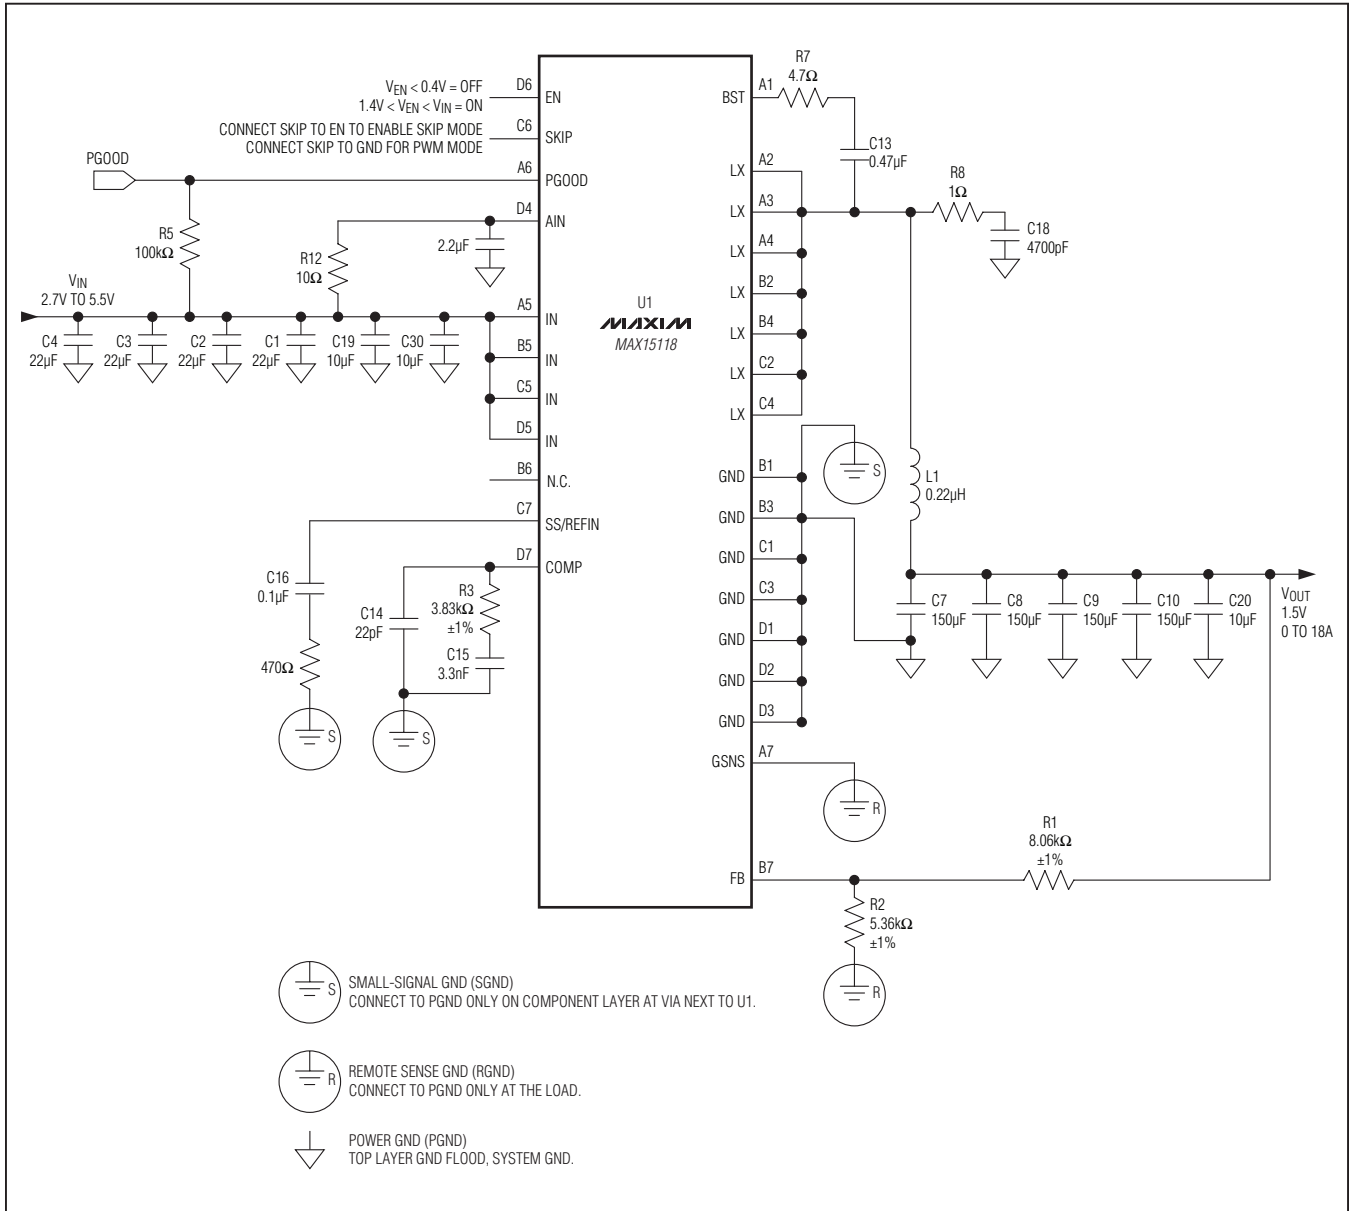 V_EN < 0.4V = OFF
1.4V < V_EN < V_IN = ON
CONNECT SKIP TO EN TO ENABLE SKIP MODE
CONNECT SKIP TO GND FOR PWM MODE
PGOOD
R5
100kΩ
V_IN
2.7V TO 5.5V
R12
10Ω
2.2µF
C4
22µF
C3
22µF
C2
22µF
C1
22µF
C19
10µF
C30
10µF
D6
EN
C6
SKIP
A6
PGOOD
D4
AIN
A5
IN
B5
IN
C5
IN
D5
IN
B6
N.C.
C7
SS/REFIN
D7
COMP
C16
0.1µF
470Ω
S
C14
22pF
R3
3.83kΩ
±1%
C15
3.3nF
S
U1
MAXIM
MAX15118
BST
A1
R7
4.7Ω
C13
0.47µF
LX
A2
LX
A3
LX
A4
LX
B2
LX
B4
LX
C2
LX
C4
R8
1Ω
C18
4700pF
S
GND
B1
GND
B3
GND
C1
GND
C3
GND
D1
GND
D2
GND
D3
GSNS
A7
R
FB
B7
L1
0.22µH
C7
150µF
C8
150µF
C9
150µF
C10
150µF
C20
10µF
V_OUT
1.5V
0 TO 18A
R1
8.06kΩ
±1%
R2
5.36kΩ
±1%
R
S
SMALL-SIGNAL GND (SGND)
CONNECT TO PGND ONLY ON COMPONENT LAYER AT VIA NEXT TO U1.
R
REMOTE SENSE GND (RGND)
CONNECT TO PGND ONLY AT THE LOAD.
POWER GND (PGND)
TOP LAYER GND FLOOD, SYSTEM GND.